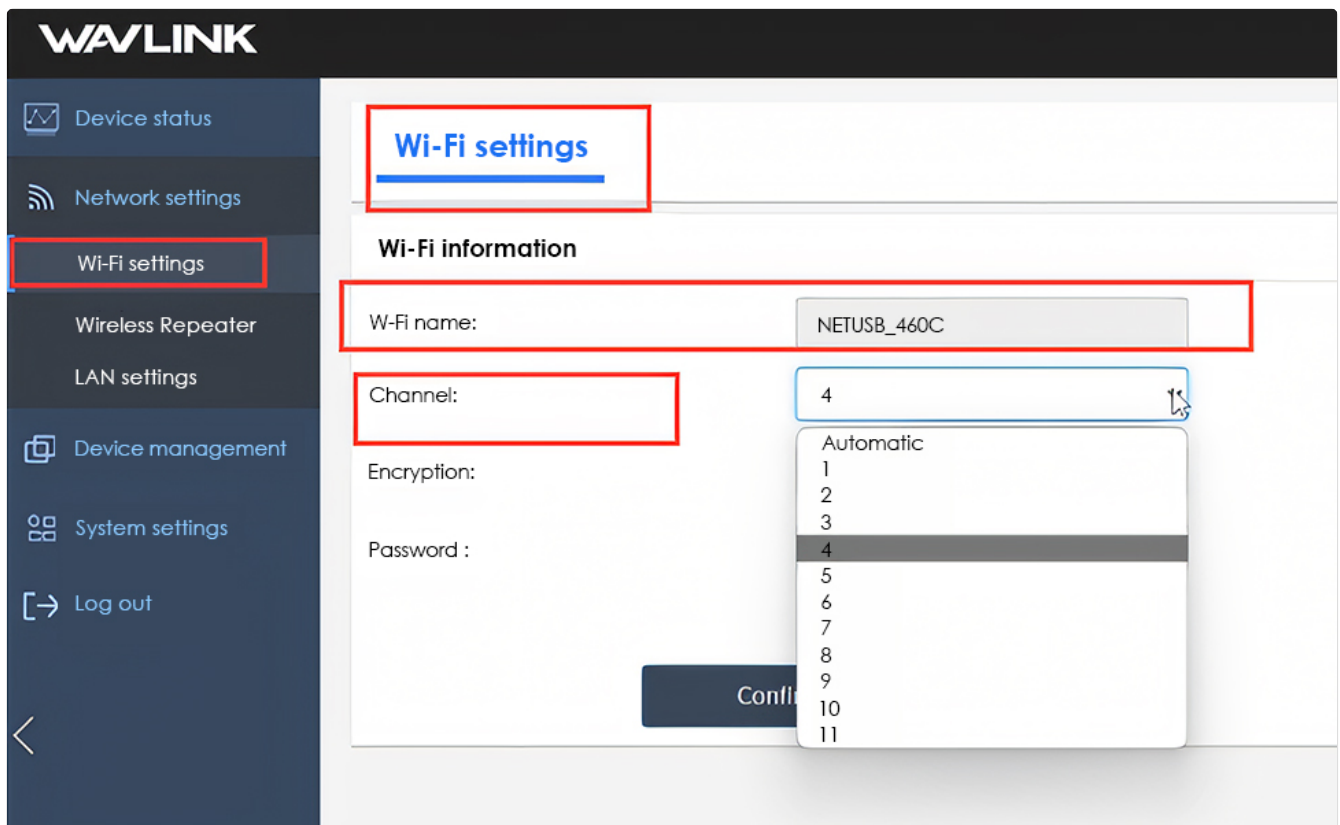 WAVLINK
Device status
Network settings
Wi-Fi settings
Wireless Repeater
LAN settings
Device management
System settings
Log out
Wi-Fi settings
Wi-Fi information
W-Fi name:
NETUSB_460C
Channel:
4
Automatic
1
2
3
4
5
6
7
8
9
10
11
Encryption:
Password :